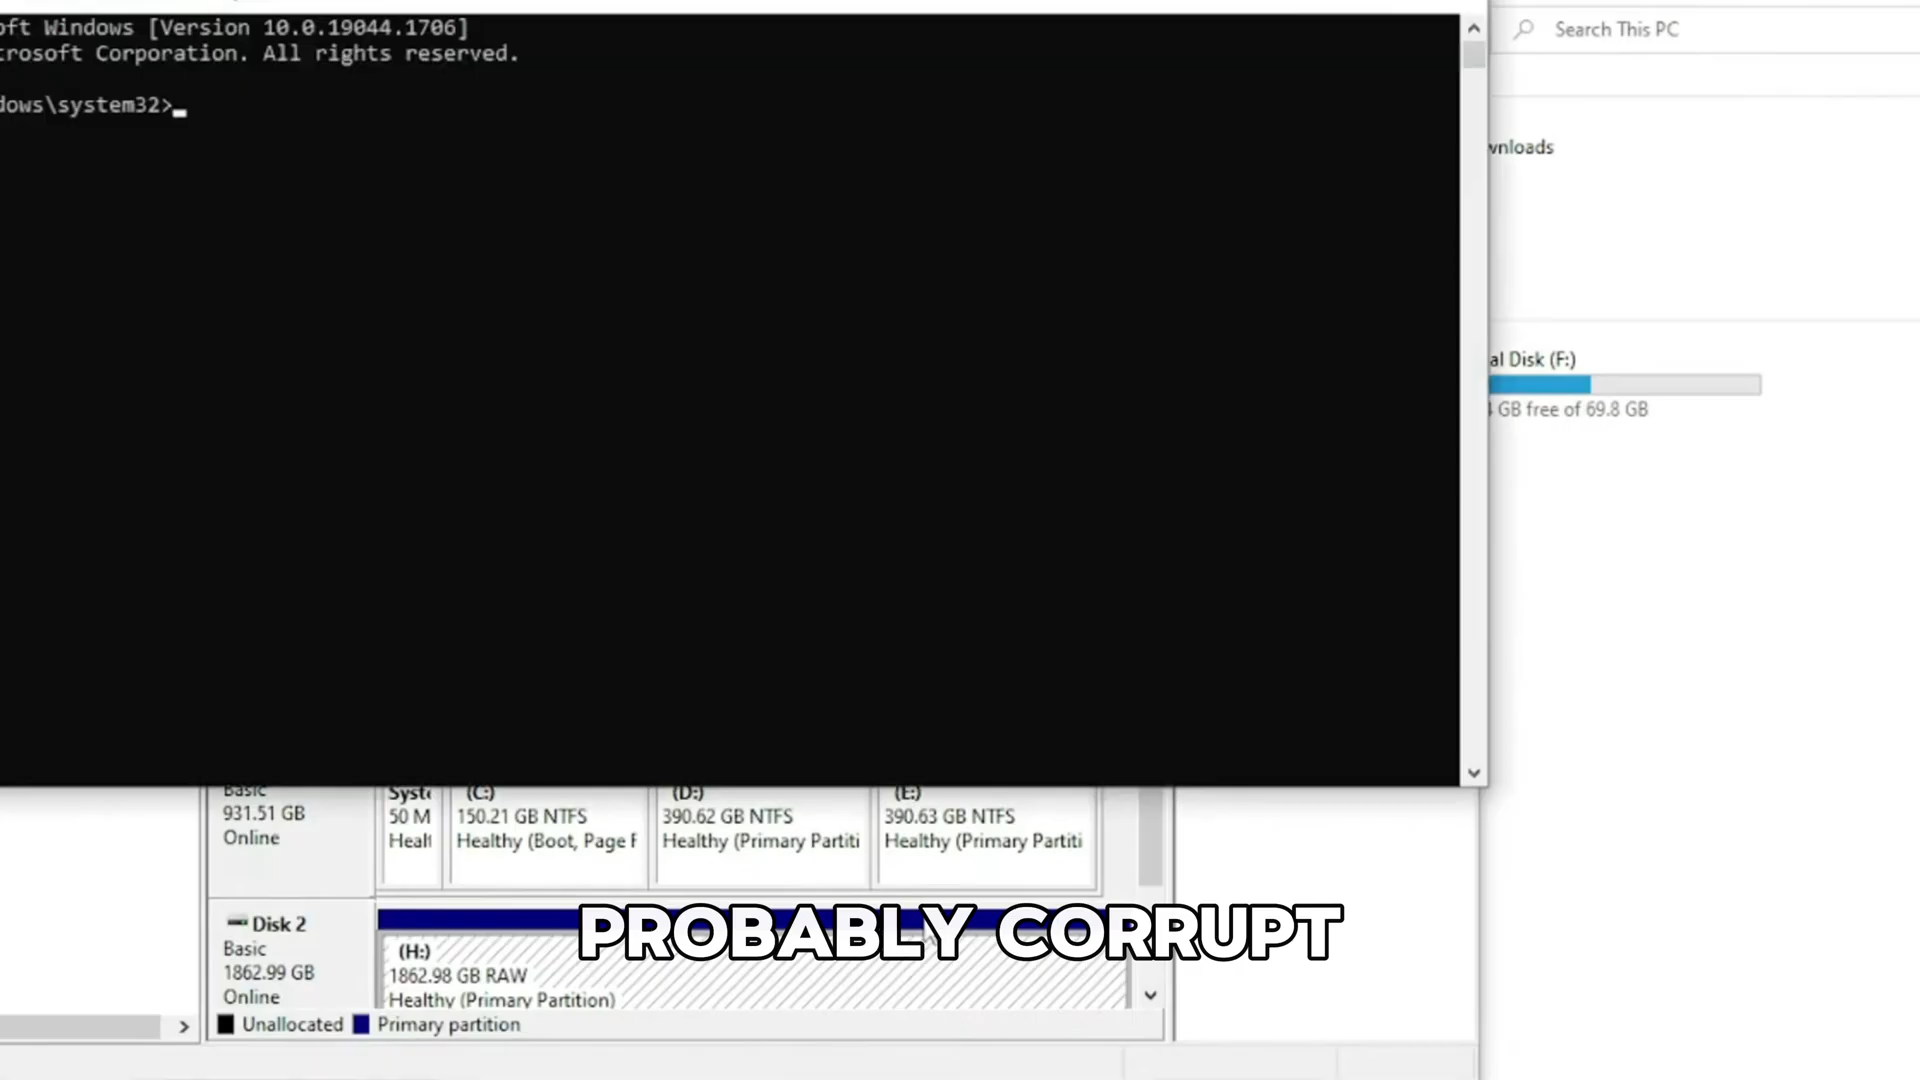 oft Windows [Version 10.0.19044.1706]
crosoft Corporation. All rights reserved.
dows\system32>
Search This PC
wnloads
al Disk (F:)
GB free of 69.8 GB
Basic
931.51 GB
Online
Syste
50 M
Healt
(C:)
150.21 GB NTFS
Healthy (Boot, Page F
(D:)
390.62 GB NTFS
Healthy (Primary Partiti
(E:)
390.63 GB NTFS
Healthy (Primary Partiti
Disk 2
Basic
1862.99 GB
Online
(H:)
1862.98 GB RAW
Healthy (Primary Partition)
PROBABLY CORRUPT
Unallocated
Primary partition